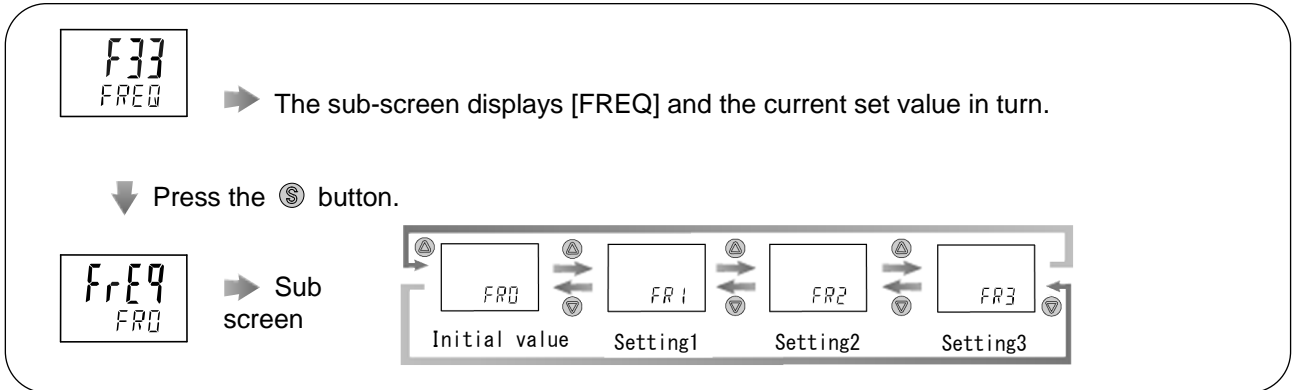 F33
FREQ
The sub-screen displays [FREQ] and the current set value in turn.
Press the Ⓢ button.
FrEq
FR0
Sub
screen
FR0 FR1 FR2 FR3
Initial value Setting1 Setting2 Setting3